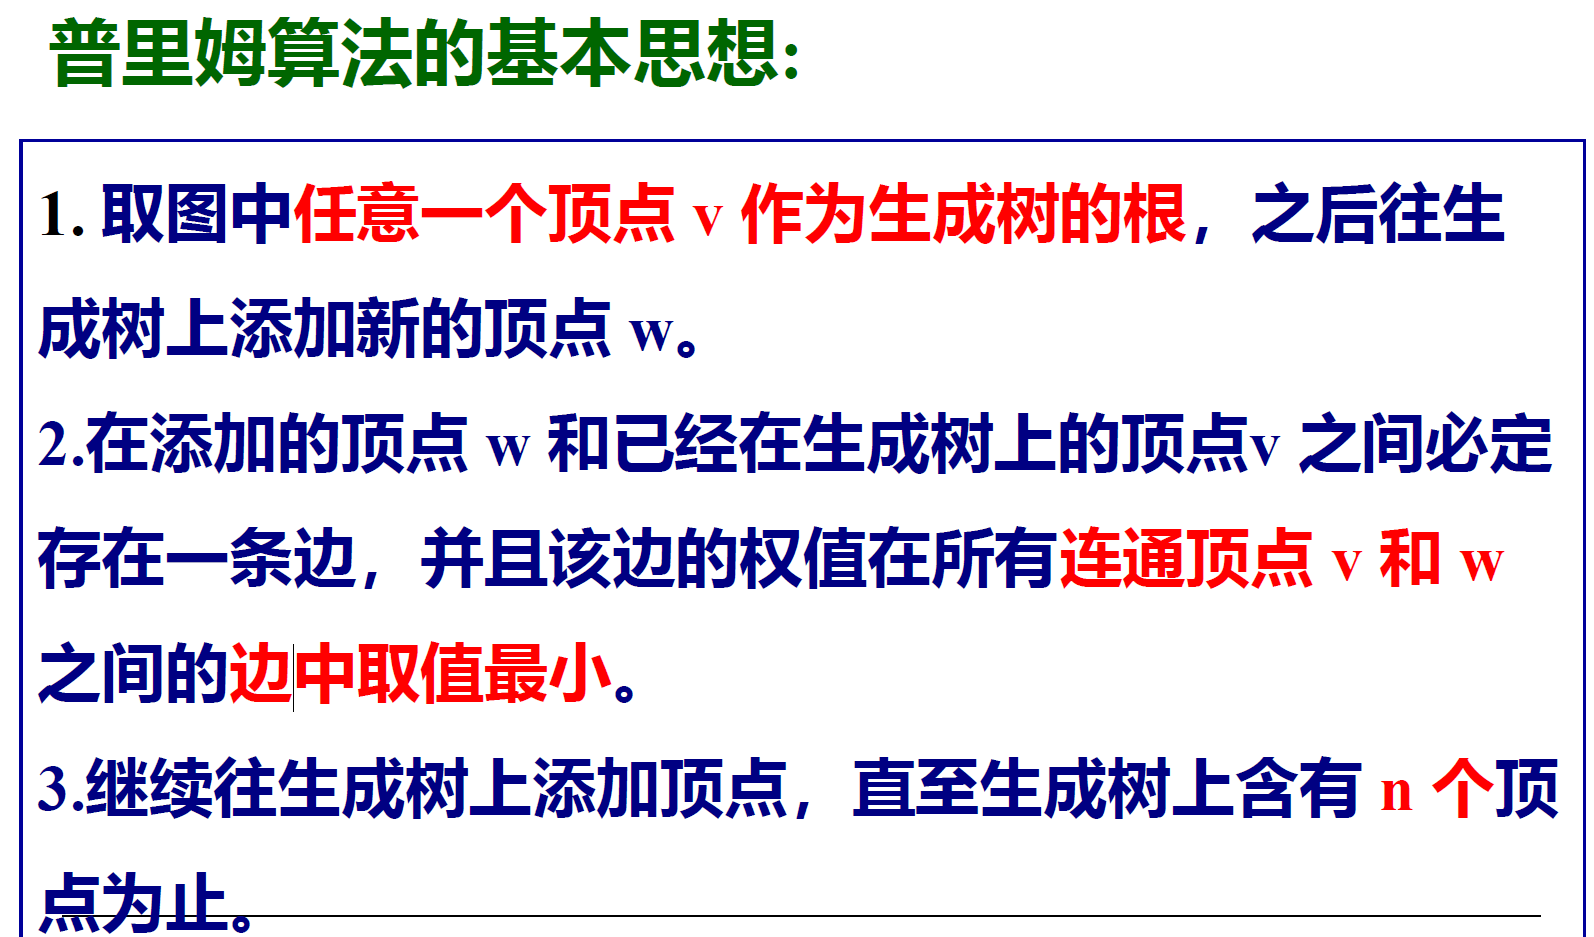 普里姆算法的基本思想:
1. 取图中任意一个顶点 v 作为生成树的根，之后往生
成树上添加新的顶点 w。
2.在添加的顶点 w 和已经在生成树上的顶点v 之间必定
存在一条边，并且该边的权值在所有连通顶点 v 和 w
之间的边中取值最小。
3.继续往生成树上添加顶点，直至生成树上含有 n 个顶
点为止。